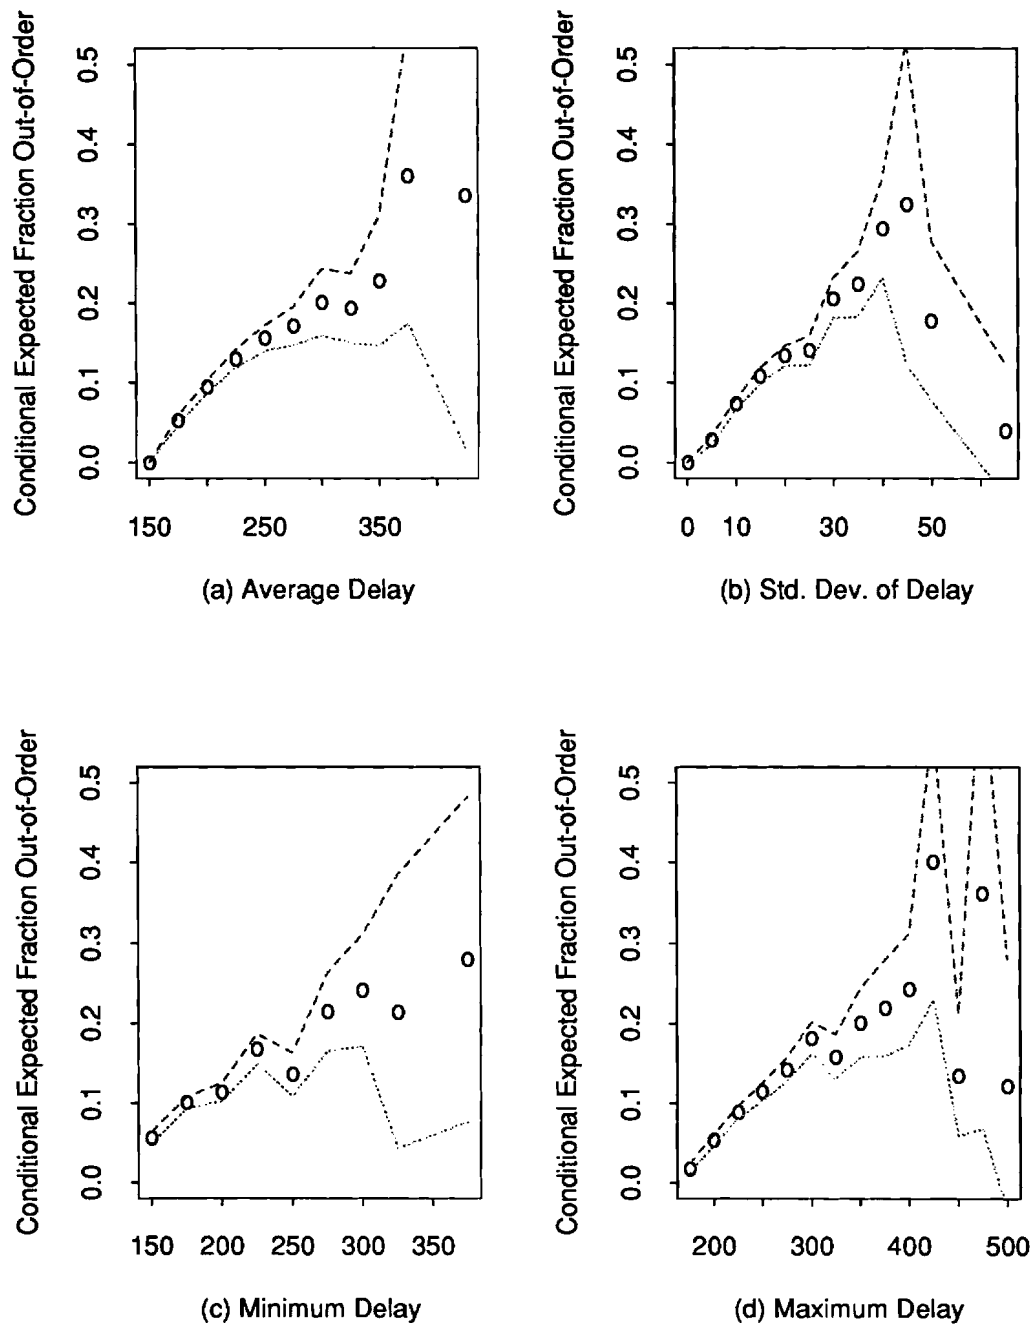 Conditional Expected Fraction Out-of-Order
0.5
0.4
0.3
0.2
0.1
0.0
150 250 350
(a) Average Delay
Conditional Expected Fraction Out-of-Order
0.5
0.4
0.3
0.2
0.1
0.0
0 10 30 50
(b) Std. Dev. of Delay
Conditional Expected Fraction Out-of-Order
0.5
0.4
0.3
0.2
0.1
0.0
150 200 250 300 350
(c) Minimum Delay
Conditional Expected Fraction Out-of-Order
0.5
0.4
0.3
0.2
0.1
0.0
200 300 400 500
(d) Maximum Delay